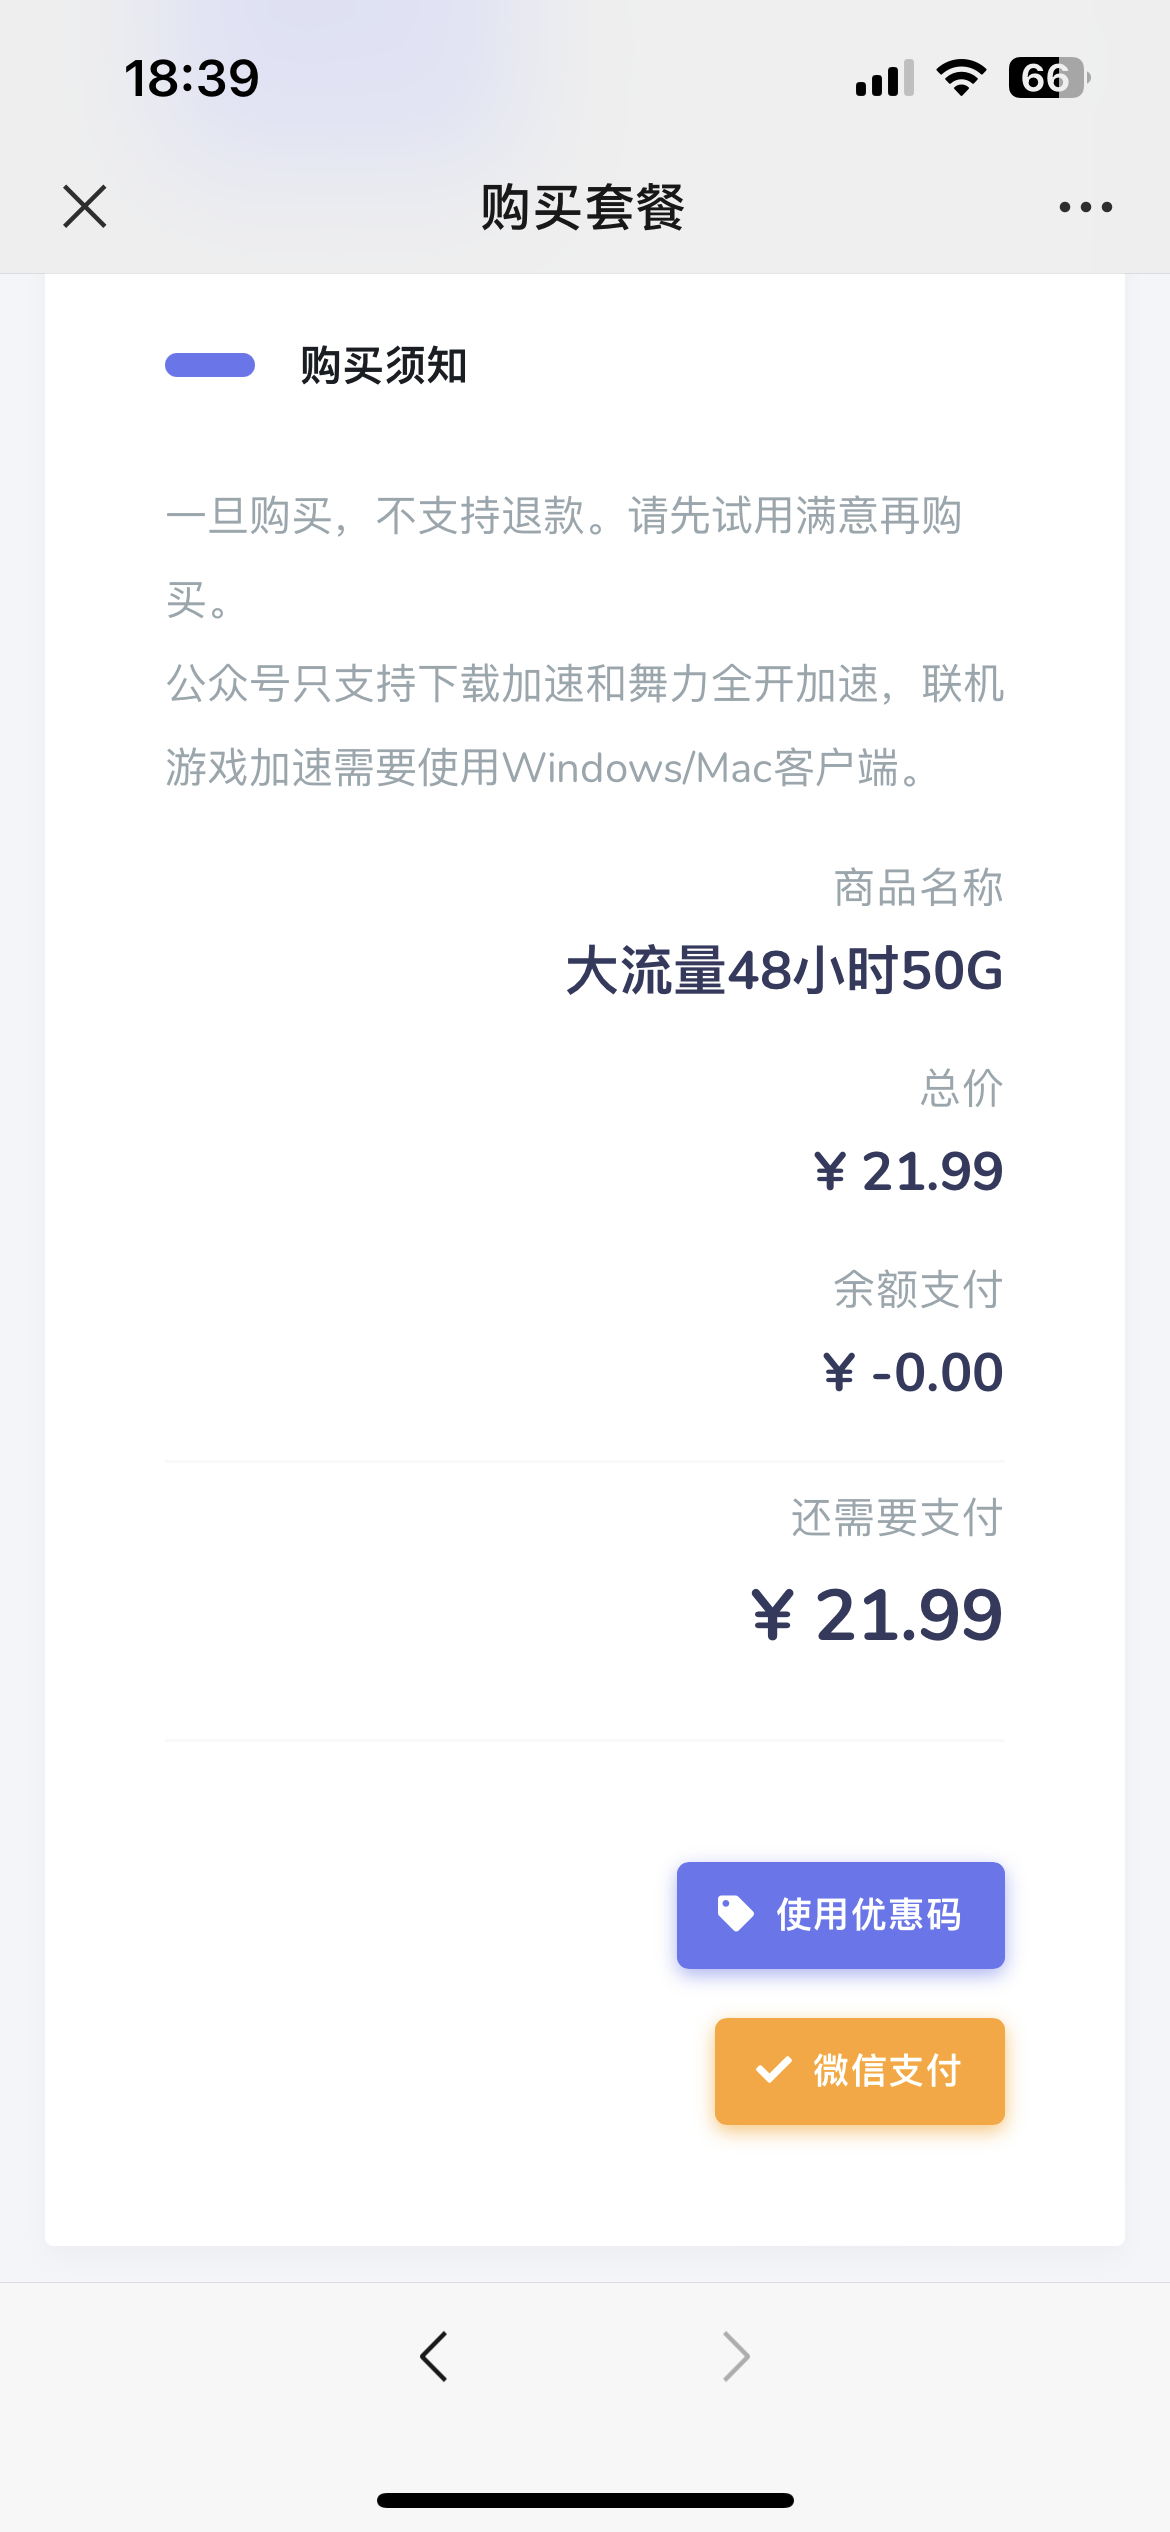 18:39
66
购买套餐
购买须知
一旦购买，不支持退款。请先试用满意再购
买。
公众号只支持下载加速和舞力全开加速，联机
游戏加速需要使用Windows/Mac客户端。
商品名称
大流量48小时50G
总价
¥ 21.99
余额支付
¥ -0.00
还需要支付
¥ 21.99
使用优惠码
微信支付